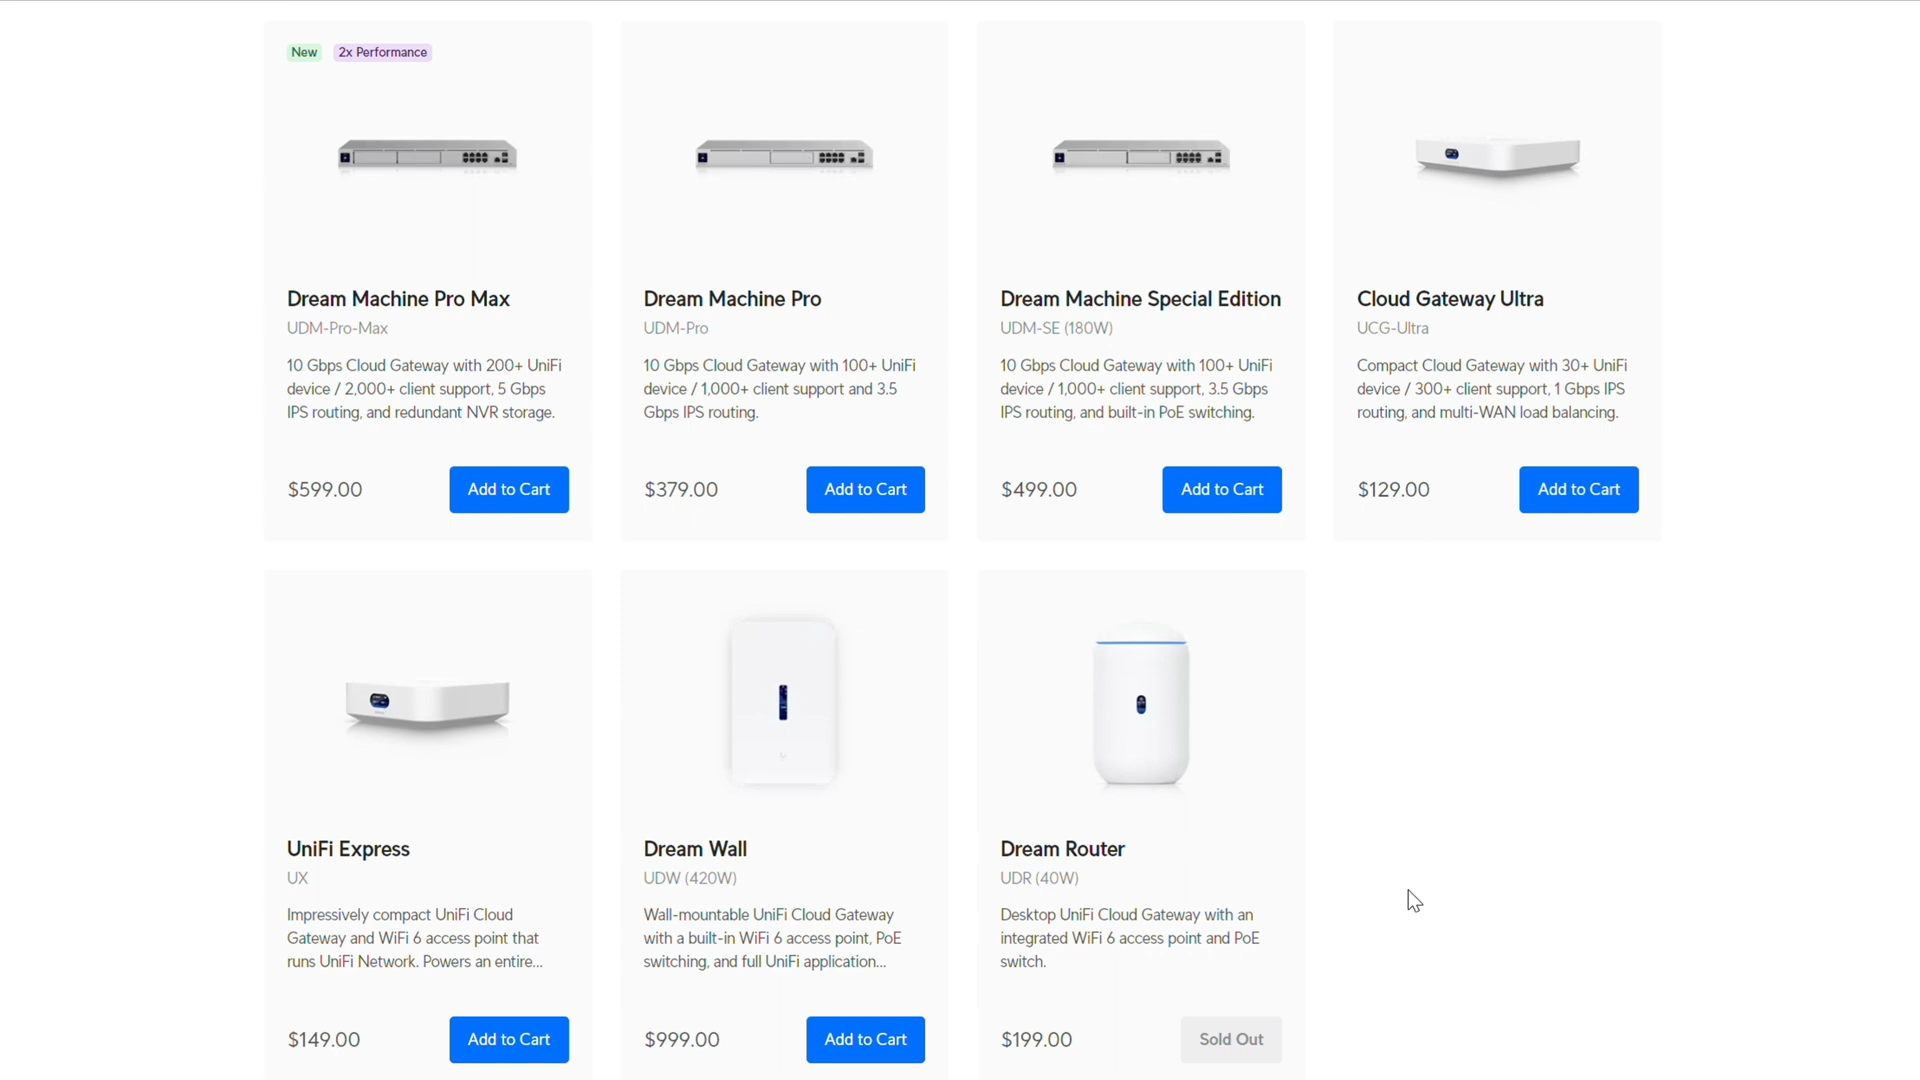 New 2x Performance
Dream Machine Pro Max
UDM-Pro-Max
10 Gbps Cloud Gateway with 200+ UniFi
device / 2,000+ client support, 5 Gbps
IPS routing, and redundant NVR storage.
$599.00 Add to Cart
Dream Machine Pro
UDM-Pro
10 Gbps Cloud Gateway with 100+ UniFi
device / 1,000+ client support and 3.5
Gbps IPS routing.
$379.00 Add to Cart
Dream Machine Special Edition
UDM-SE (180W)
10 Gbps Cloud Gateway with 100+ UniFi
device / 1,000+ client support, 3.5 Gbps
IPS routing, and built-in PoE switching.
$499.00 Add to Cart
Cloud Gateway Ultra
UCG-Ultra
Compact Cloud Gateway with 30+ UniFi
device / 300+ client support, 1 Gbps IPS
routing, and multi-WAN load balancing.
$129.00 Add to Cart
UniFi Express
UX
Impressively compact UniFi Cloud
Gateway and WiFi 6 access point that
runs UniFi Network. Powers an entire...
$149.00 Add to Cart
Dream Wall
UDW (420W)
Wall-mountable UniFi Cloud Gateway
with a built-in WiFi 6 access point, PoE
switching, and full UniFi application...
$999.00 Add to Cart
Dream Router
UDR (40W)
Desktop UniFi Cloud Gateway with an
integrated WiFi 6 access point and PoE
switch.
$199.00 Sold Out